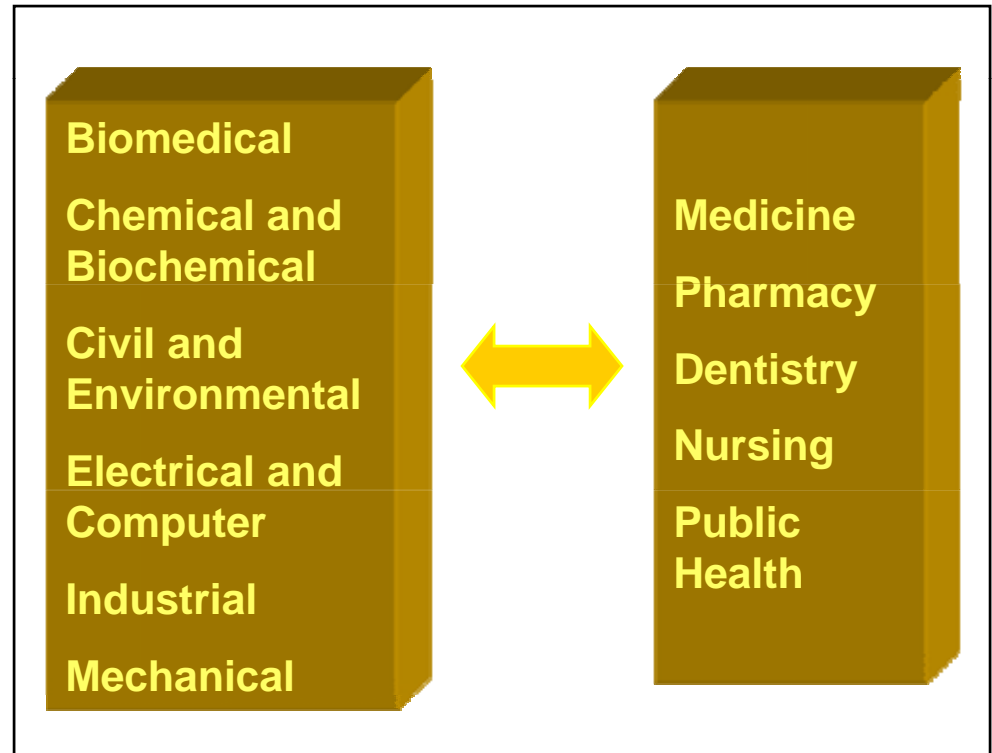 Biomedical
Chemical and
Biochemical
Civil and
Environmental
Electrical and
Computer
Industrial
Mechanical
Medicine
Pharmacy
Dentistry
Nursing
Public
Health